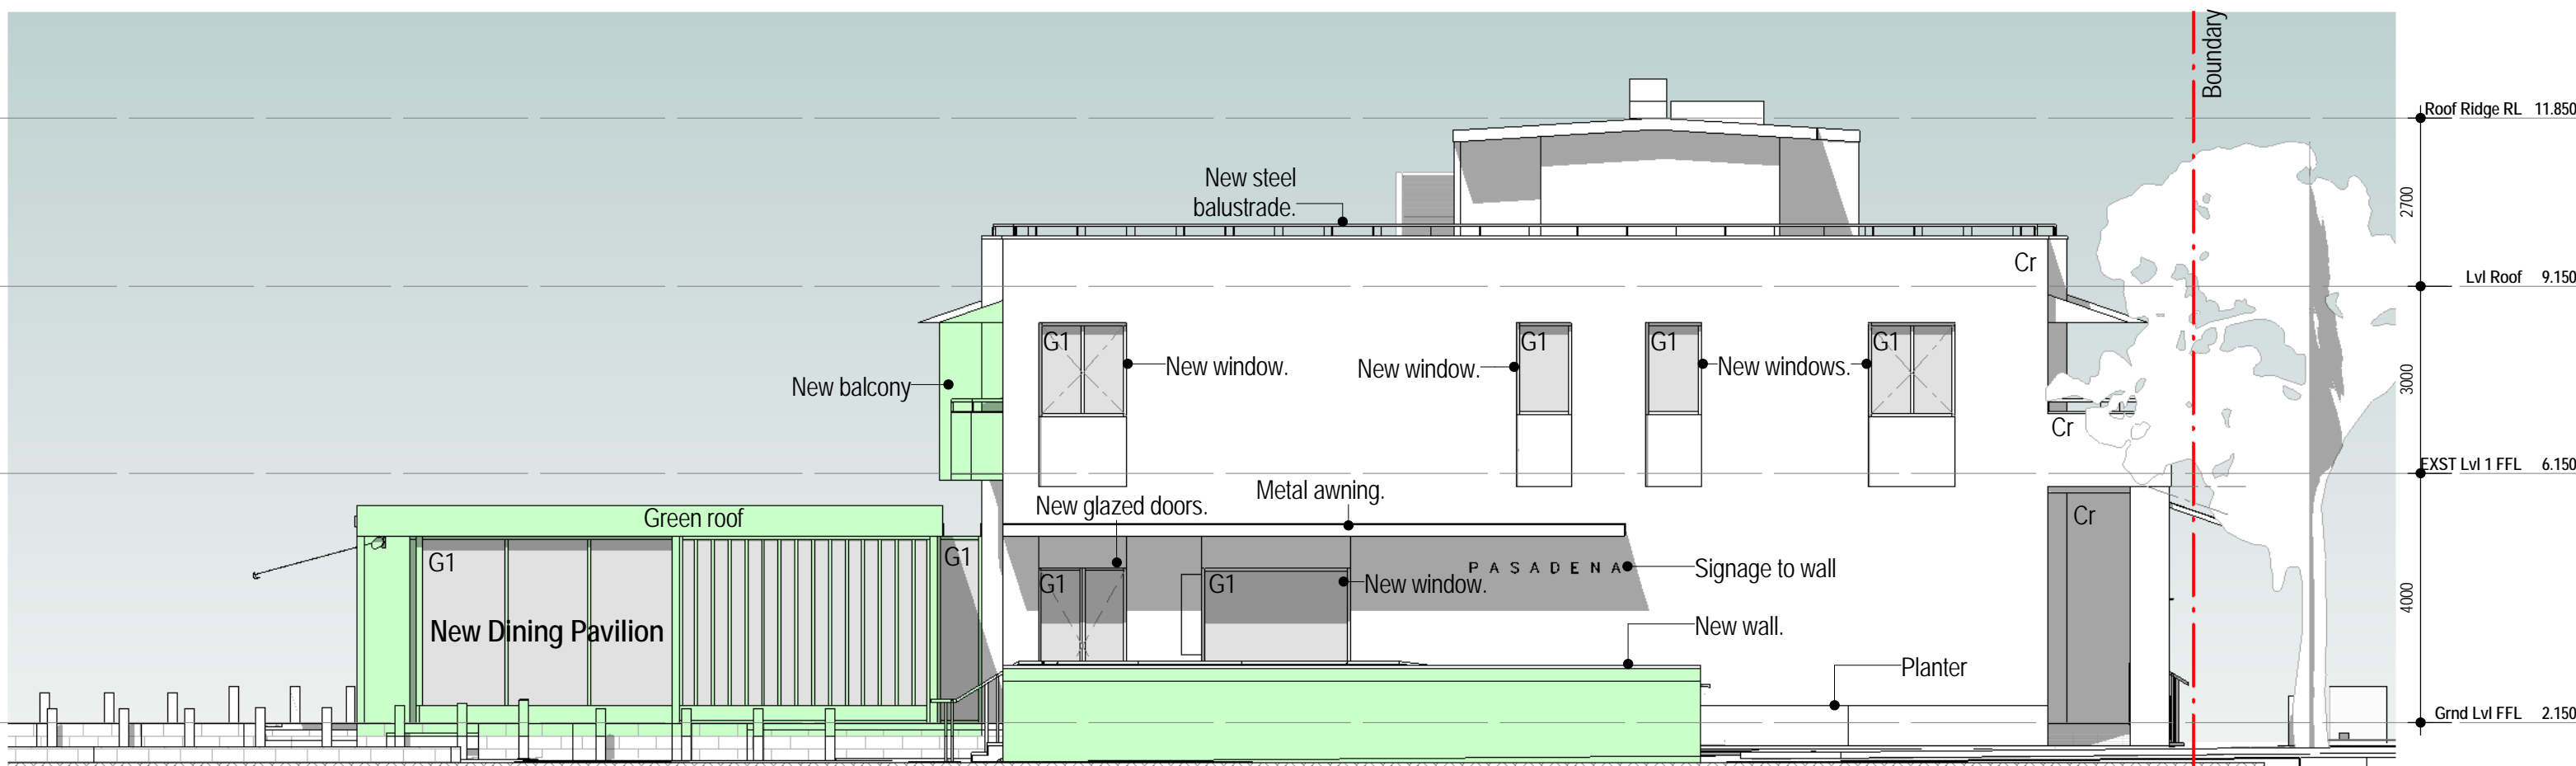 Boundary
Roof Ridge RL 11.850
New steel
balustrade.
2700
Cr
Lvl Roof 9.150
G1
G1
G1
G1
New window.
New window.
New windows.
New balcony
3000
Cr
EXST Lvl 1 FFL 6.150
Metal awning.
New glazed doors.
Green roof
Cr
G1
G1
PASADENA
Signage to wall
G1
G1
New window.
4000
New Dining Pavilion
New wall.
Planter
Grnd Lvl FFL 2.150